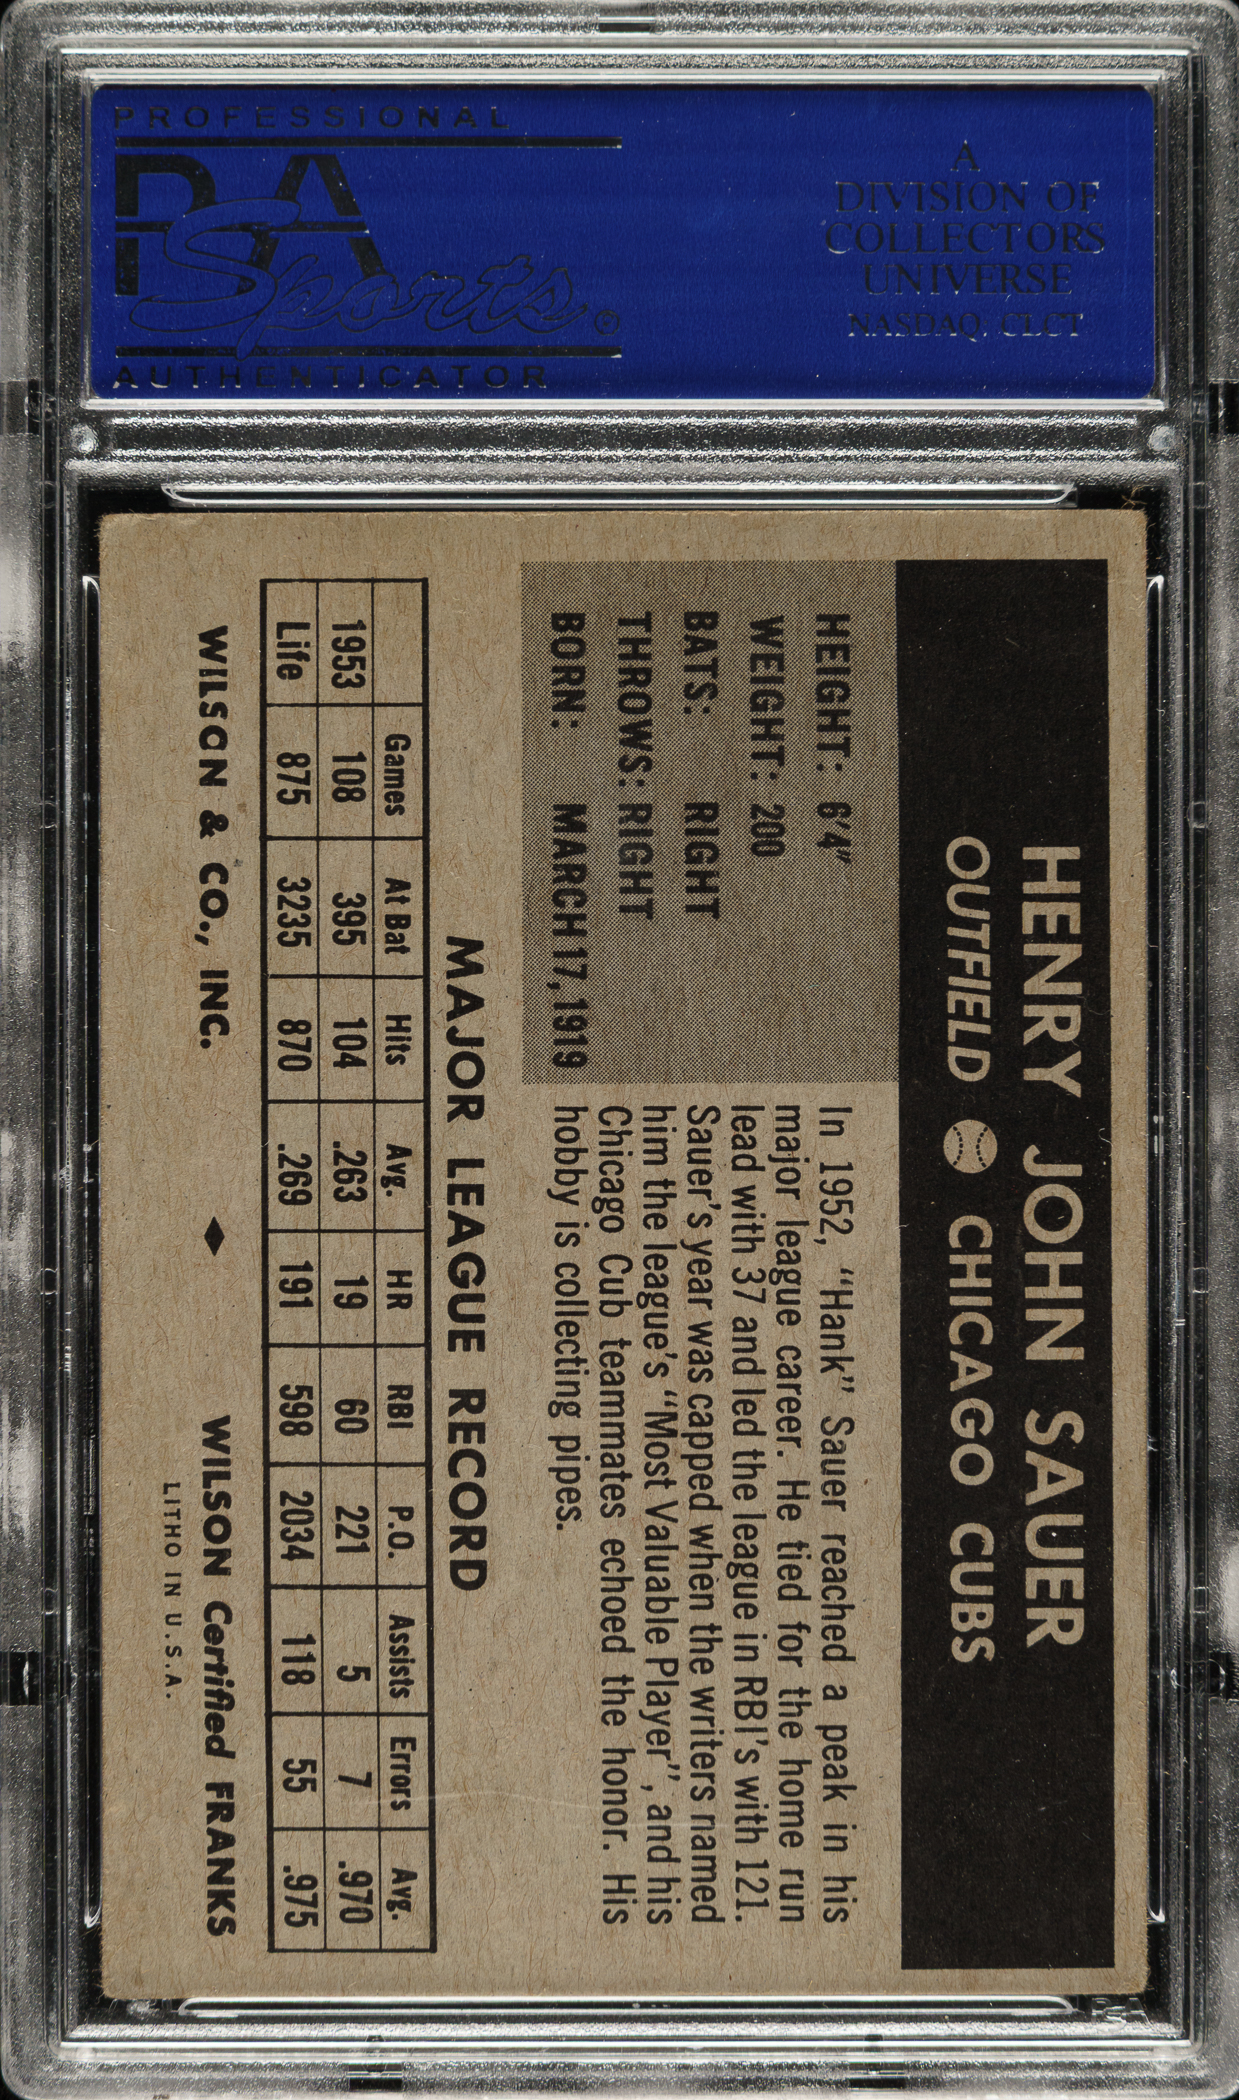 PROFESSIONAL
PSA
Sports®
AUTHENTICATOR
A
DIVISION OF
COLLECTORS
UNIVERSE
NASDAQ: CLCT
HENRY JOHN SAUER
OUTFIELD CHICAGO CUBS
HEIGHT: 6'4"
WEIGHT: 200
BATS: RIGHT
THROWS: RIGHT
BORN: MARCH 17, 1919
In 1952, "Hank" Sauer reached a peak in his
major league career. He tied for the home run
lead with 37 and led the league in RBI's with 121.
Sauer's year was capped when the writers named
him the league's "Most Valuable Player", and his
Chicago Cub teammates echoed the honor. His
hobby is collecting pipes.
MAJOR LEAGUE RECORD
Games At Bat Hits Avg. HR RBI P.O. Assists Errors Avg.
1953 108 395 104 .263 19 60 221 5 7 .970
Life 875 3235 870 .269 191 598 2034 118 55 .975
WILSON & CO., INC. ♦ WILSON Certified FRANKS
LITHO IN U.S.A.
PSA